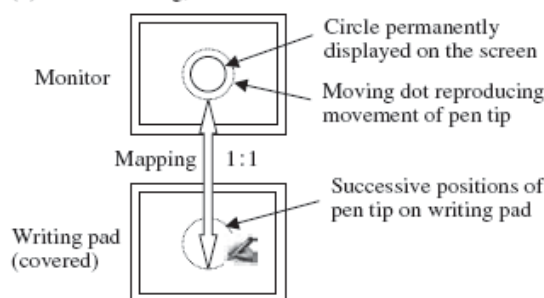 Circle permanently
displayed on the screen
Monitor
Moving dot reproducing
movement of pen tip
Mapping 1:1
Successive positions of
pen tip on writing pad
Writing pad
(covered)